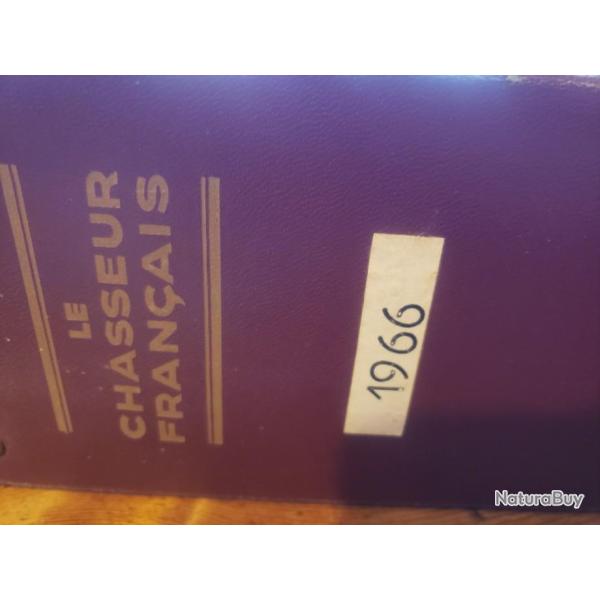 LE
CHASSEUR
FRANÇAIS
1966
NaturaBuy